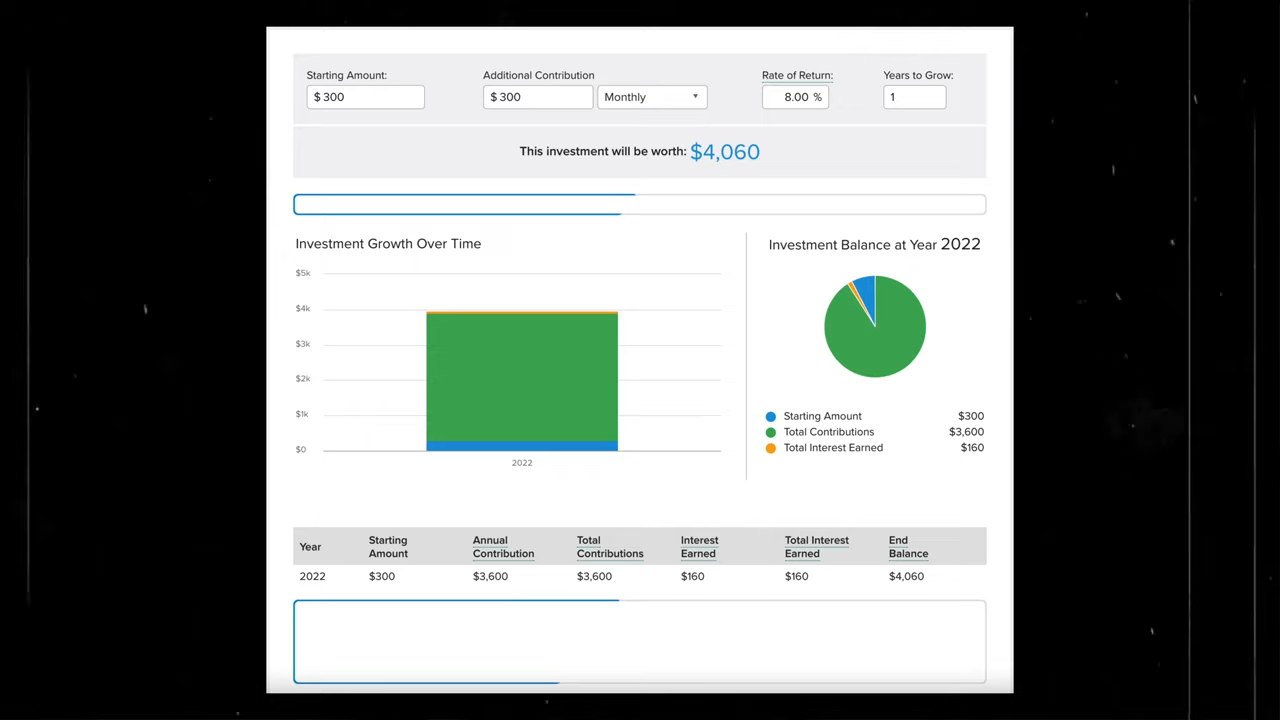 Starting Amount: Additional Contribution Rate of Return: Years to Grow:
$ 300 $ 300 Monthly 8.00 % 1
This investment will be worth: $4,060
Investment Growth Over Time
$5k
$4k
$3k
$2k
$1k
$0
2022
Investment Balance at Year 2022
Starting Amount $300
Total Contributions $3,600
Total Interest Earned $160
Year Starting Amount Annual Contribution Total Contributions Interest Earned Total Interest Earned End Balance
2022 $300 $3,600 $3,600 $160 $160 $4,060